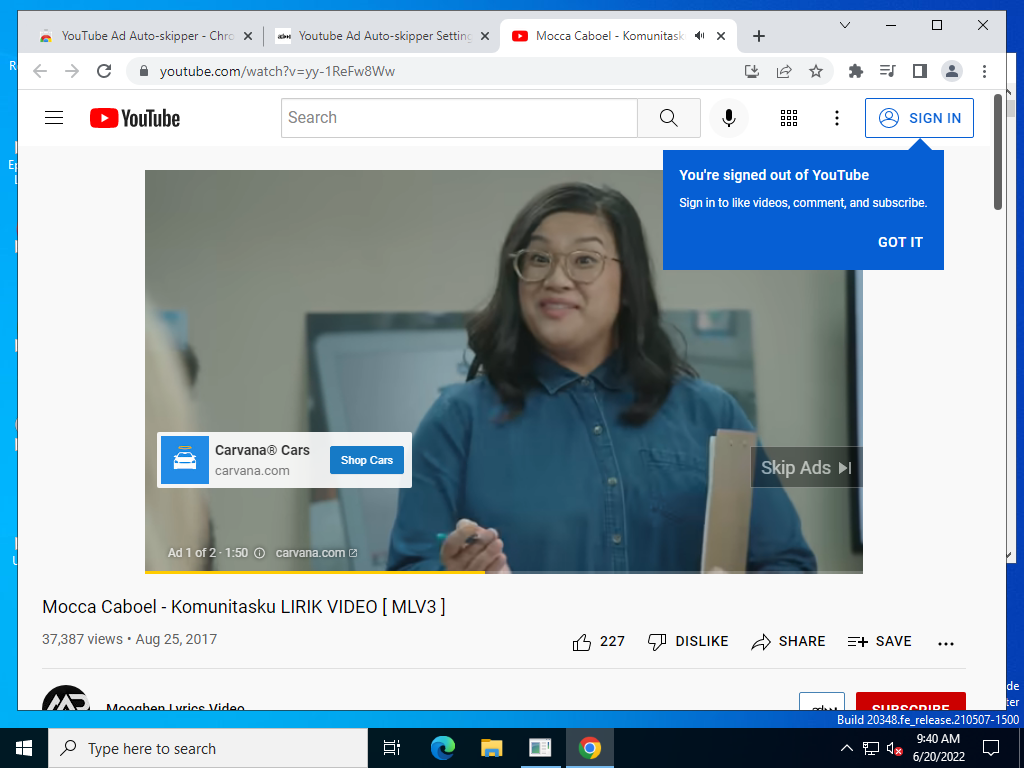 YouTube Ad Auto-skipper - Chro
Youtube Ad Auto-skipper Setting
Mocca Caboel - Komunitask
youtube.com/watch?v=yy-1ReFw8Ww
YouTube
Search
SIGN IN
You're signed out of YouTube
Sign in to like videos, comment, and subscribe.
GOT IT
Carvana® Cars
carvana.com
Shop Cars
Skip Ads
Ad 1 of 2 · 1:50
carvana.com
Mocca Caboel - Komunitasku LIRIK VIDEO [ MLV3 ]
37,387 views • Aug 25, 2017
227
DISLIKE
SHARE
SAVE
Mooghen Lyrics Video
SUBSCRIBE
Build 20348.fe_release.210507-1500
Type here to search
9:40 AM
6/20/2022